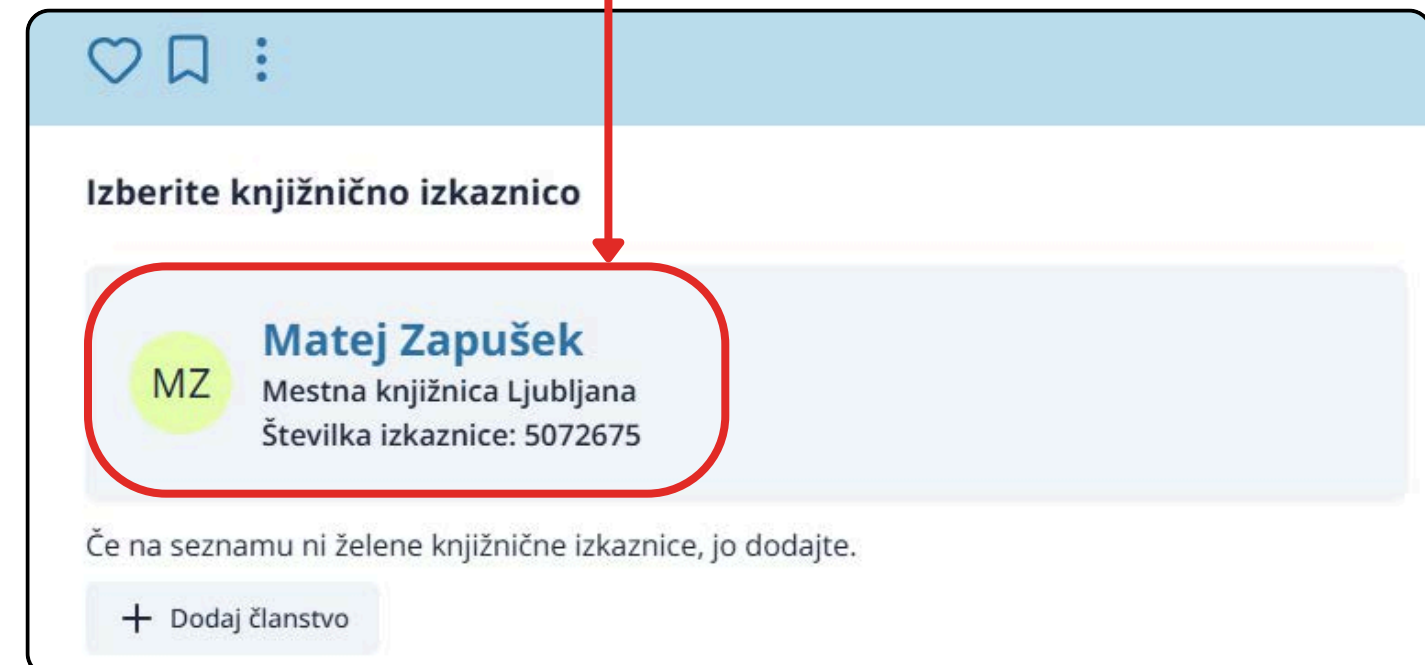 Izberite knjižnično izkaznico
MZ
Matej Zapušek
Mestna knjižnica Ljubljana
Številka izkaznice: 5072675
Če na seznamu ni želene knjižnične izkaznice, jo dodajte.
+ Dodaj članstvo